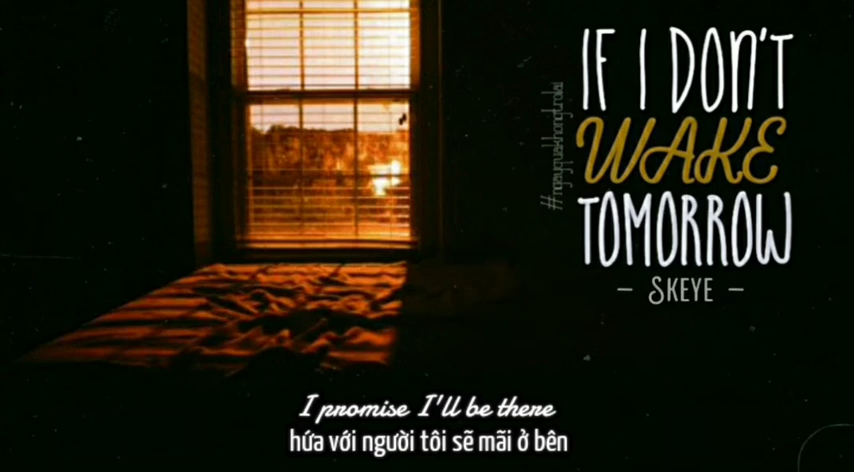 IF I DON'T
WAKE
TOMORROW
– SKEYE –
I promise I'll be there
hứa với người tôi sẽ mãi ở bên